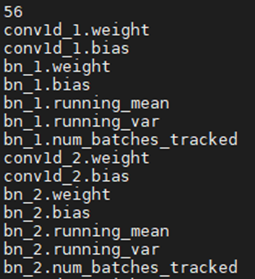 56
conv1d_1.weight
conv1d_1.bias
bn_1.weight
bn_1.bias
bn_1.running_mean
bn_1.running_var
bn_1.num_batches_tracked
conv1d_2.weight
conv1d_2.bias
bn_2.weight
bn_2.bias
bn_2.running_mean
bn_2.running_var
bn_2.num_batches_tracked